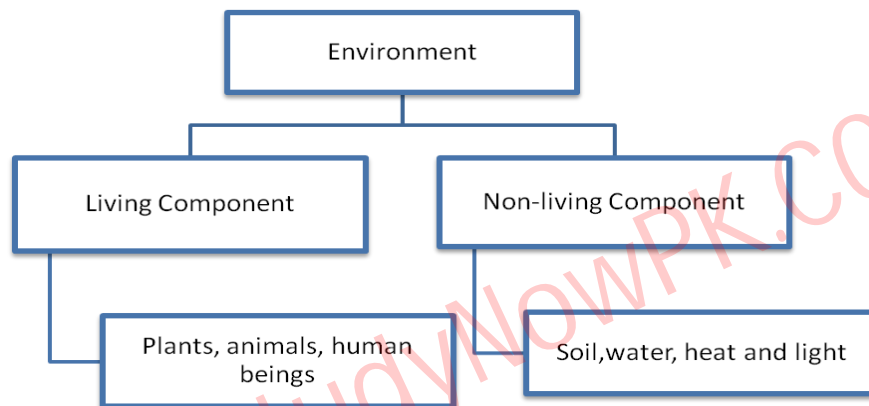 Environment
Living Component
Non-living Component
Plants, animals, human
beings
Soil,water, heat and light